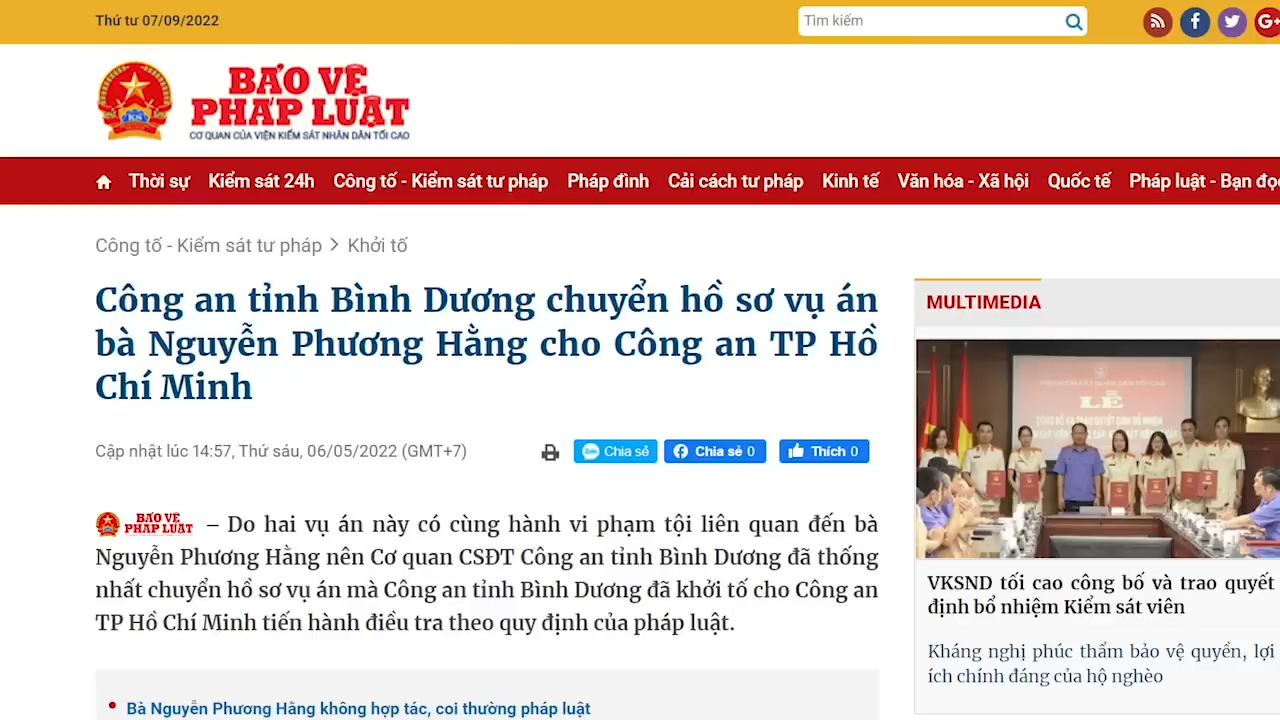 Thứ tư 07/09/2022
Tìm kiếm
BẢO VỆ
PHÁP LUẬT
CƠ QUAN CỦA VIỆN KIỂM SÁT NHÂN DÂN TỐI CAO
Thời sự Kiểm sát 24h Công tố - Kiểm sát tư pháp Pháp đình Cải cách tư pháp Kinh tế Văn hóa - Xã hội Quốc tế Pháp luật - Bạn đọc
Công tố - Kiểm sát tư pháp > Khởi tố
Công an tỉnh Bình Dương chuyển hồ sơ vụ án
bà Nguyễn Phương Hằng cho Công an TP Hồ
Chí Minh
Cập nhật lúc 14:57, Thứ sáu, 06/05/2022 (GMT+7)
Zalo Chia sẻ
Chia sẻ 0
Thích 0
BẢO VỆ
PHÁP LUẬT
– Do hai vụ án này có cùng hành vi phạm tội liên quan đến bà
Nguyễn Phương Hằng nên Cơ quan CSĐT Công an tỉnh Bình Dương đã thống
nhất chuyển hồ sơ vụ án mà Công an tỉnh Bình Dương đã khởi tố cho Công an
TP Hồ Chí Minh tiến hành điều tra theo quy định của pháp luật.
Bà Nguyễn Phương Hằng không hợp tác, coi thường pháp luật
MULTIMEDIA
LỄ
VKSND tối cao công bố và trao quyết
định bổ nhiệm Kiểm sát viên
Kháng nghị phúc thẩm bảo vệ quyền, lợi
ích chính đáng của hộ nghèo